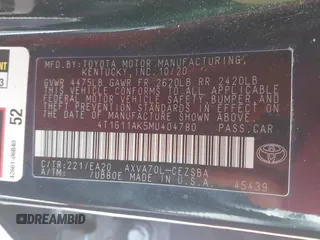 MFD. BY: TOYOTA MOTOR MANUFACTURING,
KENTUCKY, INC. 10/20
GVWR 4475LB GAWR FR 2620LB RR 2420LB
THIS VEHICLE CONFORMS TO ALL APPLICABLE
FEDERAL MOTOR VEHICLE SAFETY, BUMPER, AND
THEFT PREVENTION STANDARDS IN EFFECT ON
THE DATE OF MANUFACTURE SHOWN ABOVE.
4T1G11AK5MU404780 PASS.CAR
C/TR:221/EA20 AXVA70L-CEZSBA
A/TM: /UB80E MADE IN U.S.A. 45439
TOYOTA
52